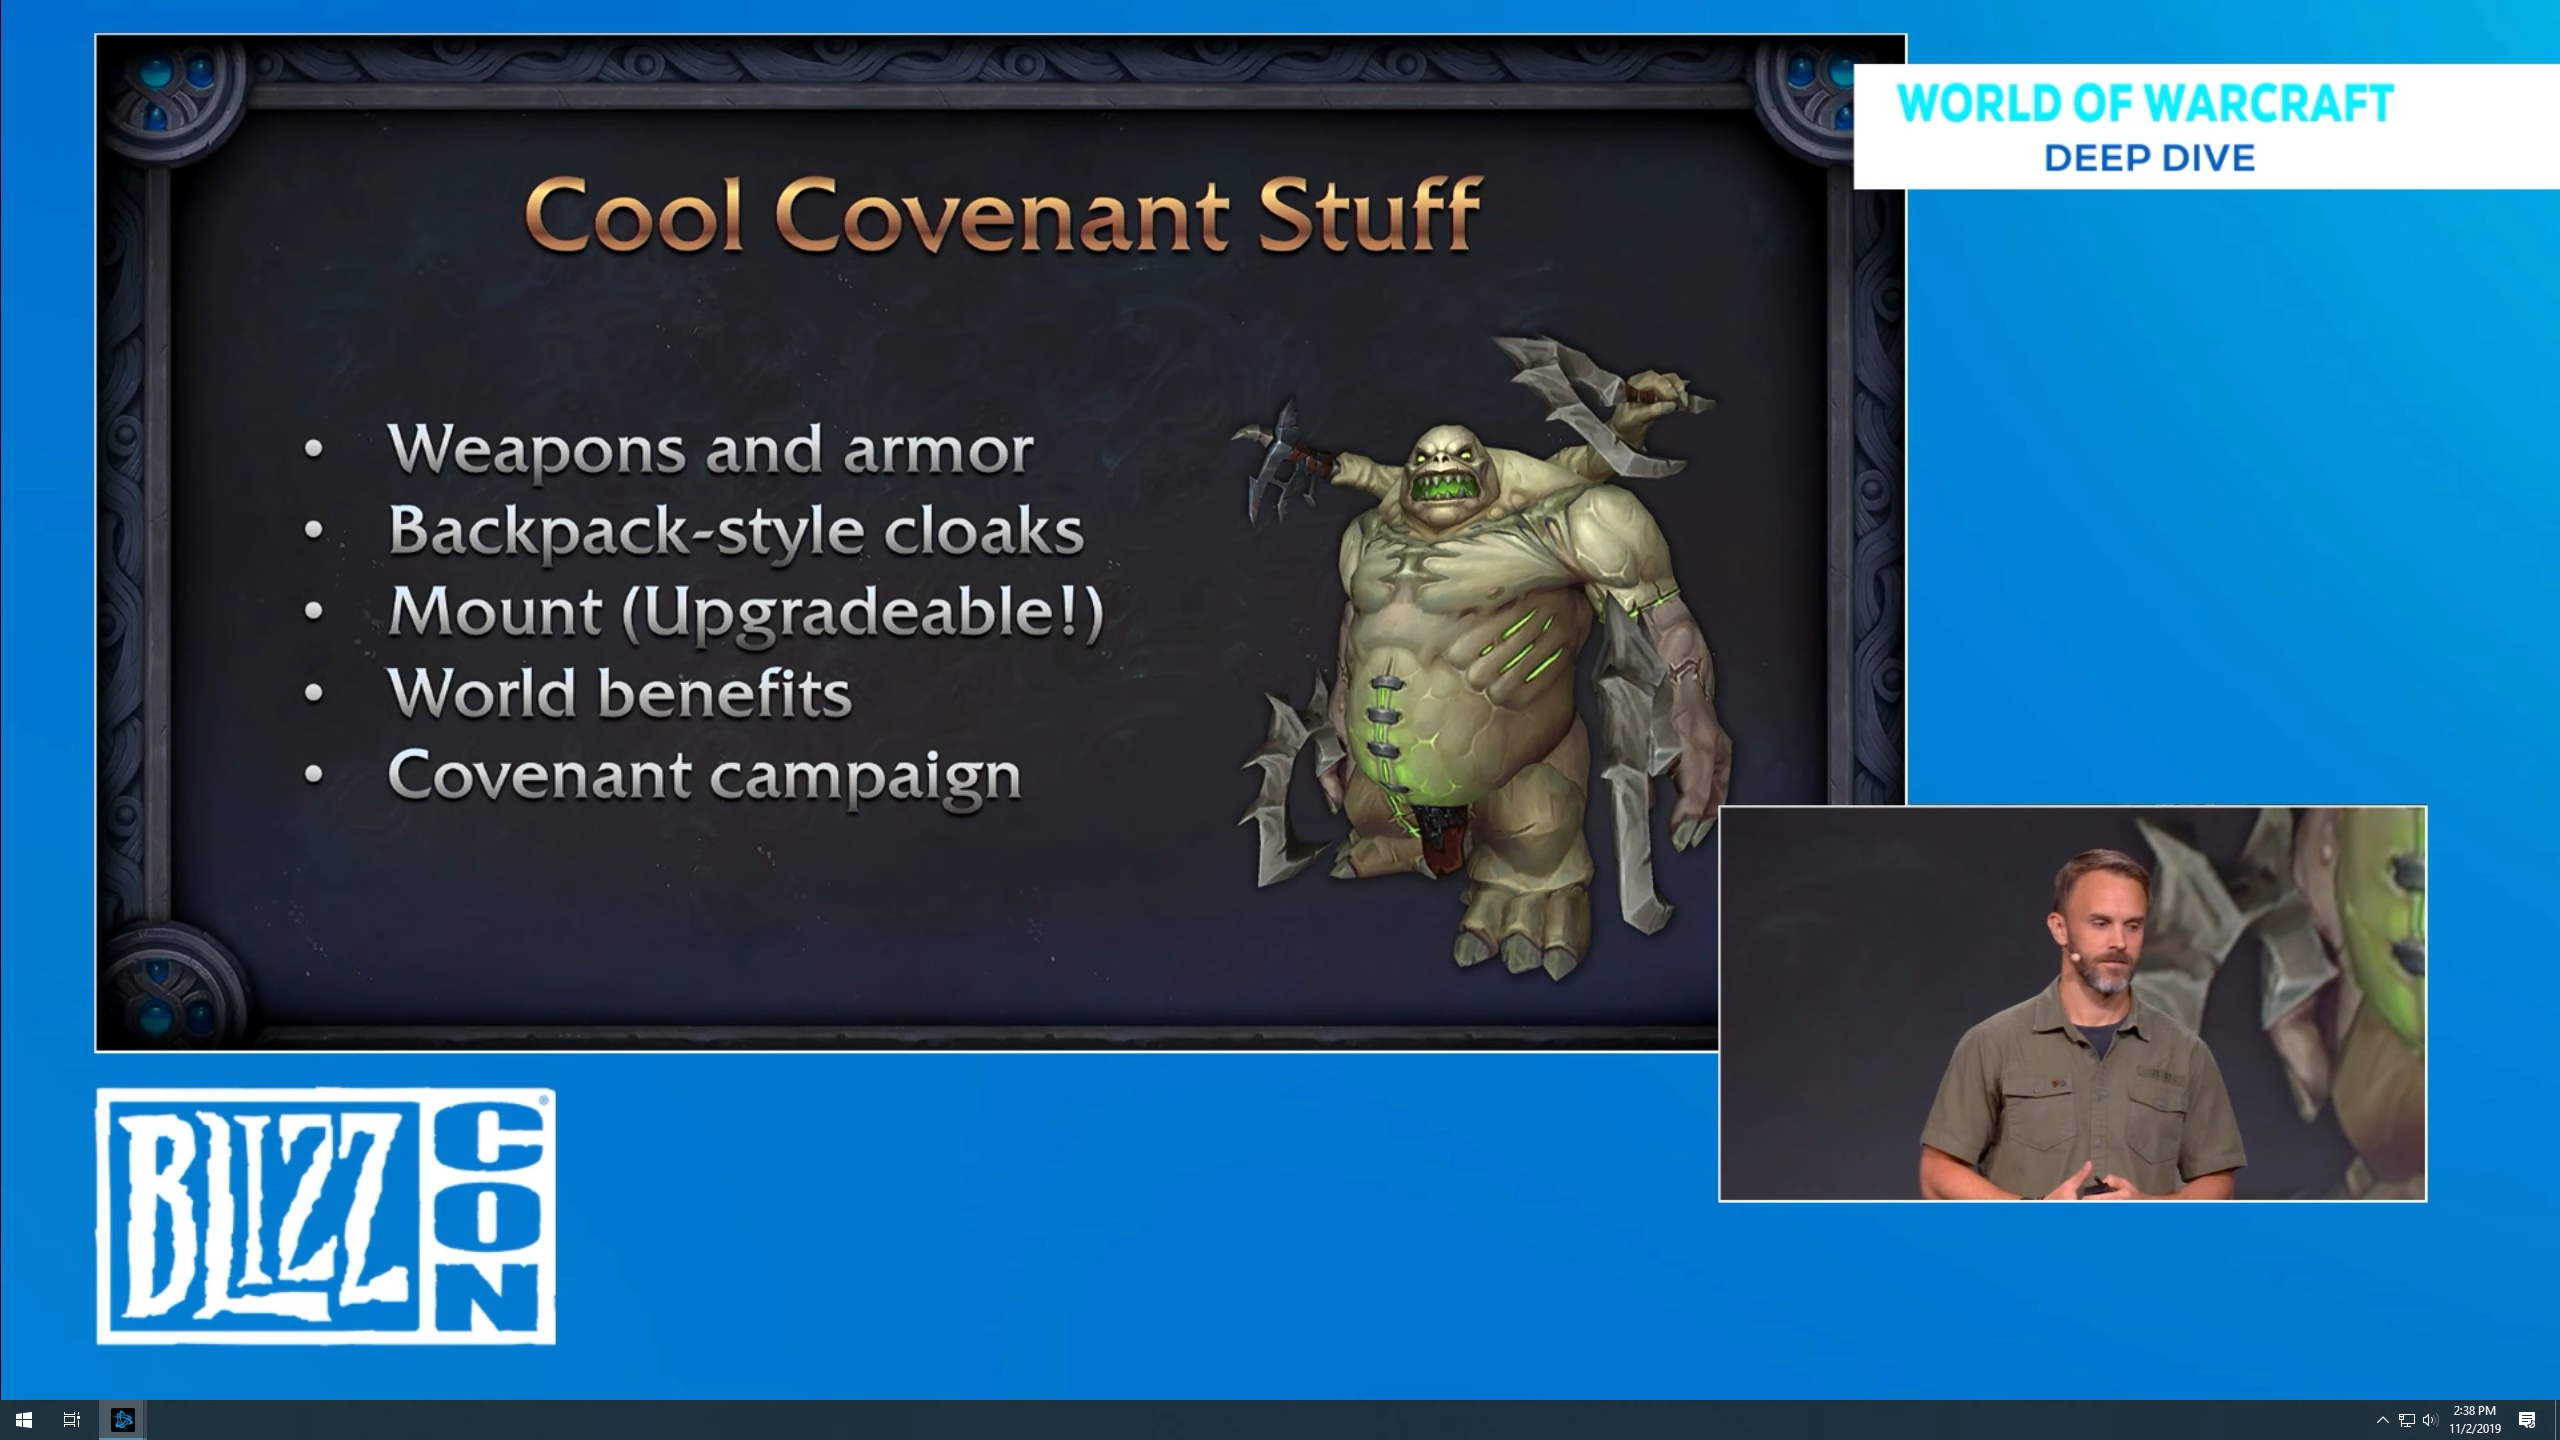 WORLD OF WARCRAFT
DEEP DIVE
Cool Covenant Stuff
• Weapons and armor
• Backpack-style cloaks
• Mount (Upgradeable!)
• World benefits
• Covenant campaign
BLIZZ
CON
®
2:38 PM
11/2/2019